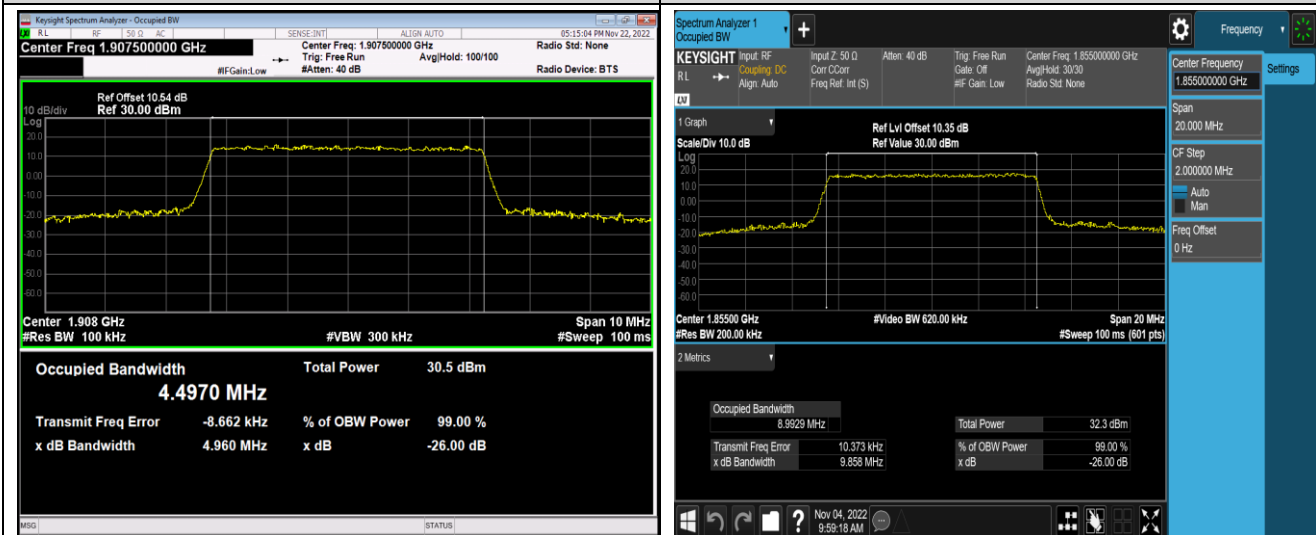 Keysight Spectrum Analyzer - Occupied BW
RL RF 50 Ω AC SENSE:INT ALIGN AUTO 05:15:04 PM Nov 22, 2022
Center Freq 1.907500000 GHz
Center Freq: 1.907500000 GHz Radio Std: None
Trig: Free Run Avg|Hold: 100/100
#IFGain:Low #Atten: 40 dB Radio Device: BTS
Ref Offset 10.54 dB
10 dB/div Ref 30.00 dBm
Log
20.0
10.0
0.00
-10.0
-20.0
-30.0
-40.0
-50.0
-60.0
Center 1.908 GHz Span 10 MHz
#Res BW 100 kHz #VBW 300 kHz #Sweep 100 ms
Occupied Bandwidth Total Power 30.5 dBm
4.4970 MHz
Transmit Freq Error -8.662 kHz % of OBW Power 99.00 %
x dB Bandwidth 4.960 MHz x dB -26.00 dB
MSG STATUS
Spectrum Analyzer 1
Occupied BW
+
Frequency
KEYSIGHT Input: RF Input Z: 50 Ω Atten: 40 dB Trig: Free Run Center Freq: 1.855000000 GHz
RL Coupling: DC Corr CCorr Gate: Off Avg|Hold: 30/30
Align: Auto Freq Ref: Int (S) #IF Gain: Low Radio Std: None
LXI
1 Graph Ref Lvl Offset 10.35 dB
Scale/Div 10.0 dB Ref Value 30.00 dBm
Log
20.0
10.0
0.00
-10.0
-20.0
-30.0
-40.0
-50.0
-60.0
Center 1.85500 GHz #Video BW 620.00 kHz Span 20 MHz
#Res BW 200.00 kHz #Sweep 100 ms (601 pts)
2 Metrics
Occupied Bandwidth
8.9929 MHz Total Power 32.3 dBm
Transmit Freq Error 10.373 kHz % of OBW Power 99.00 %
x dB Bandwidth 9.858 MHz x dB -26.00 dB
Nov 04, 2022
9:59:18 AM
?
Center Frequency
1.855000000 GHz
Settings
Span
20.000 MHz
CF Step
2.000000 MHz
Auto
Man
Freq Offset
0 Hz